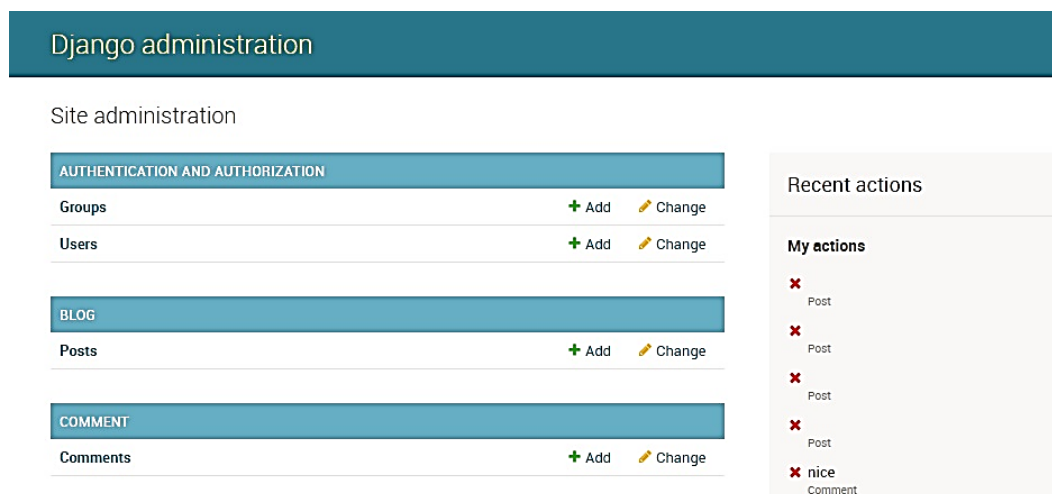 Django administration
Site administration
AUTHENTICATION AND AUTHORIZATION
Groups Add Change
Users Add Change
BLOG
Posts Add Change
COMMENT
Comments Add Change
Recent actions
My actions
Post
Post
Post
Post
nice
Comment